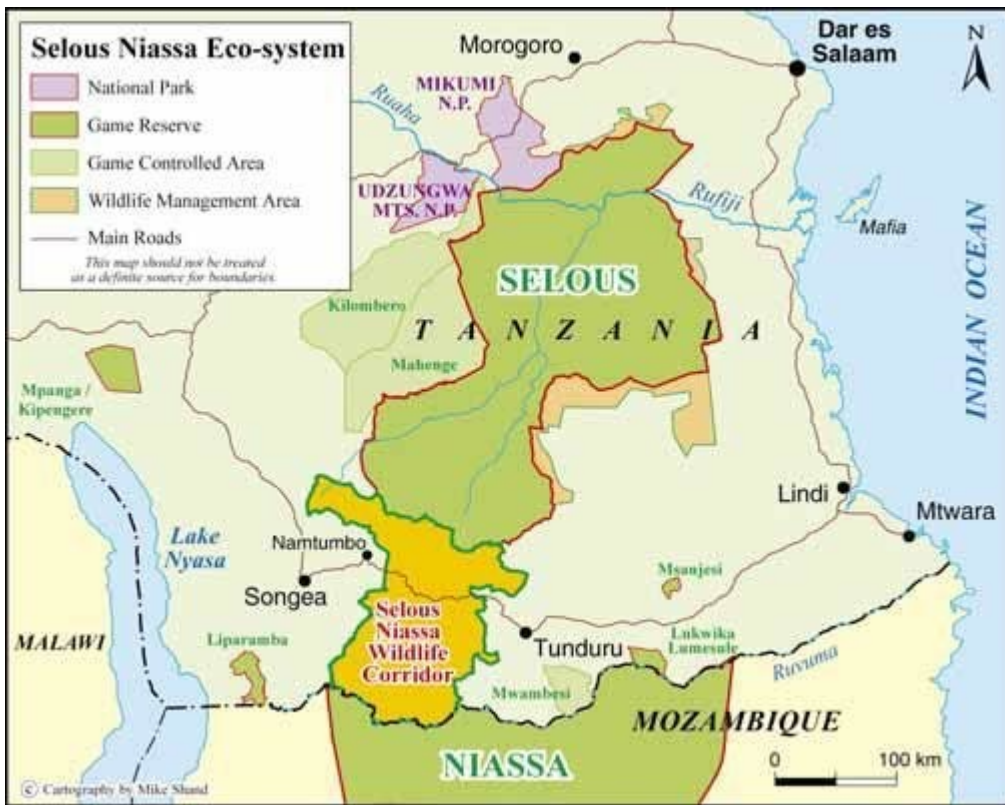 Selous Niassa Eco-system
National Park
Game Reserve
Game Controlled Area
Wildlife Management Area
Main Roads
This map should not be treated
as a definite source for boundaries.
Morogoro
Dar es
Salaam
N
MIKUMI
N.P.
Ruaha
UDZUNGWA
MTS. N.P.
Rufiji
Mafia
SELOUS
TANZANIA
INDIAN OCEAN
Kilombero
Mahenge
Mpanga /
Kipengere
Lindi
Mtwara
Lake
Nyasa
Namtumbo
Songea
Msanjesi
Selous
Niassa
Wildlife
Corridor
Tunduru
Lukwika
Lumesule
MALAWI
Liparamba
Mwambesi
Ruvuma
MOZAMBIQUE
NIASSA
0 100 km
© Cartography by Mike Shand